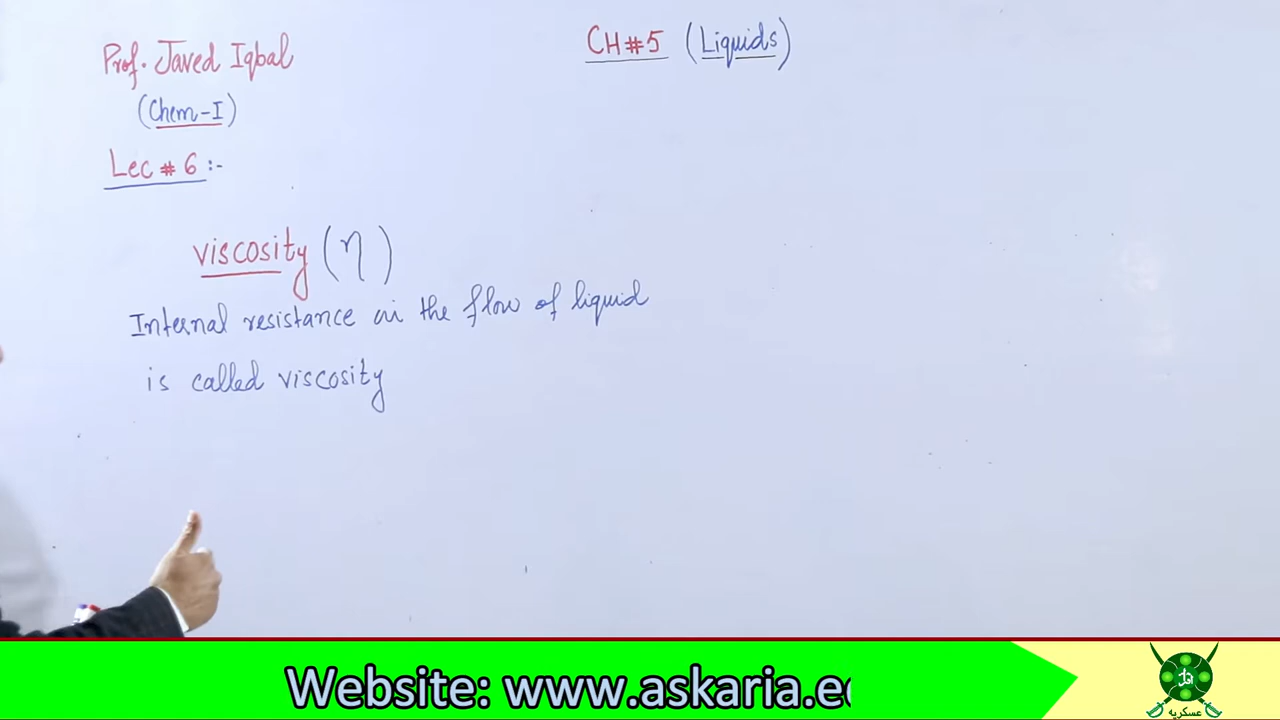 Prof. Javed Iqbal
(Chem-I)
Lec # 6 :-
CH#5 (Liquids)
viscosity (η)
Internal resistance in the flow of liquid
is called viscosity
Website: www.askaria.e
عسكريه